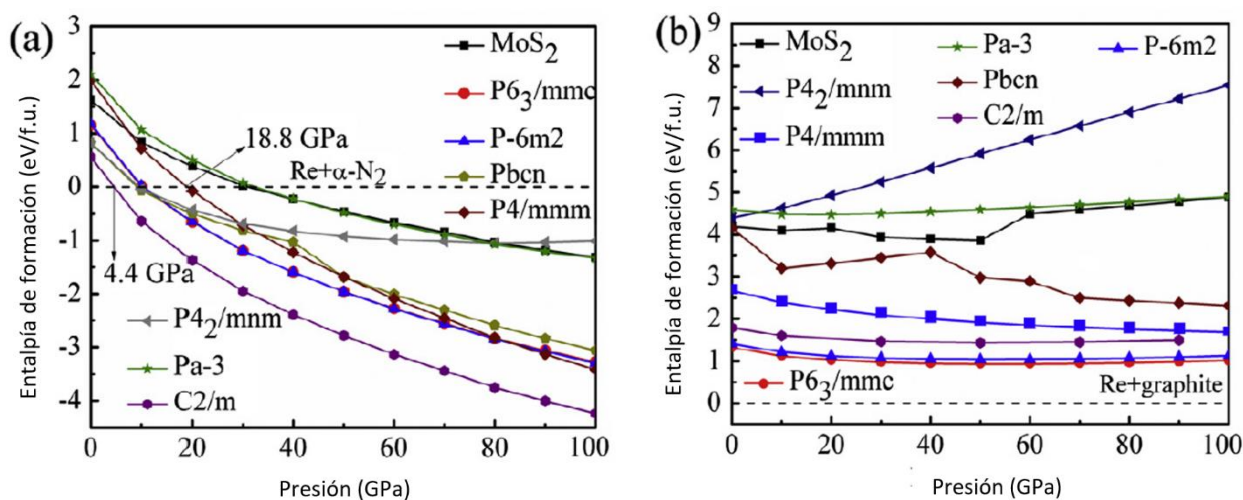 (a)
3
2
1
0
-1
-2
-3
-4
0 20 40 60 80 100
Entalpía de formación (eV/f.u.)
Presión (GPa)
MoS2
P63/mmc
P-6m2
Pbcn
P4/mmm
18.8 GPa
Re+α-N2
4.4 GPa
P42/mnm
Pa-3
C2/m
(b)
9
8
7
6
5
4
3
2
1
0
0 20 40 60 80 100
Entalpía de formación (eV/f.u.)
Presión (GPa)
MoS2
P42/mnm
P4/mmm
Pa-3
Pbcn
C2/m
P-6m2
P63/mmc
Re+graphite